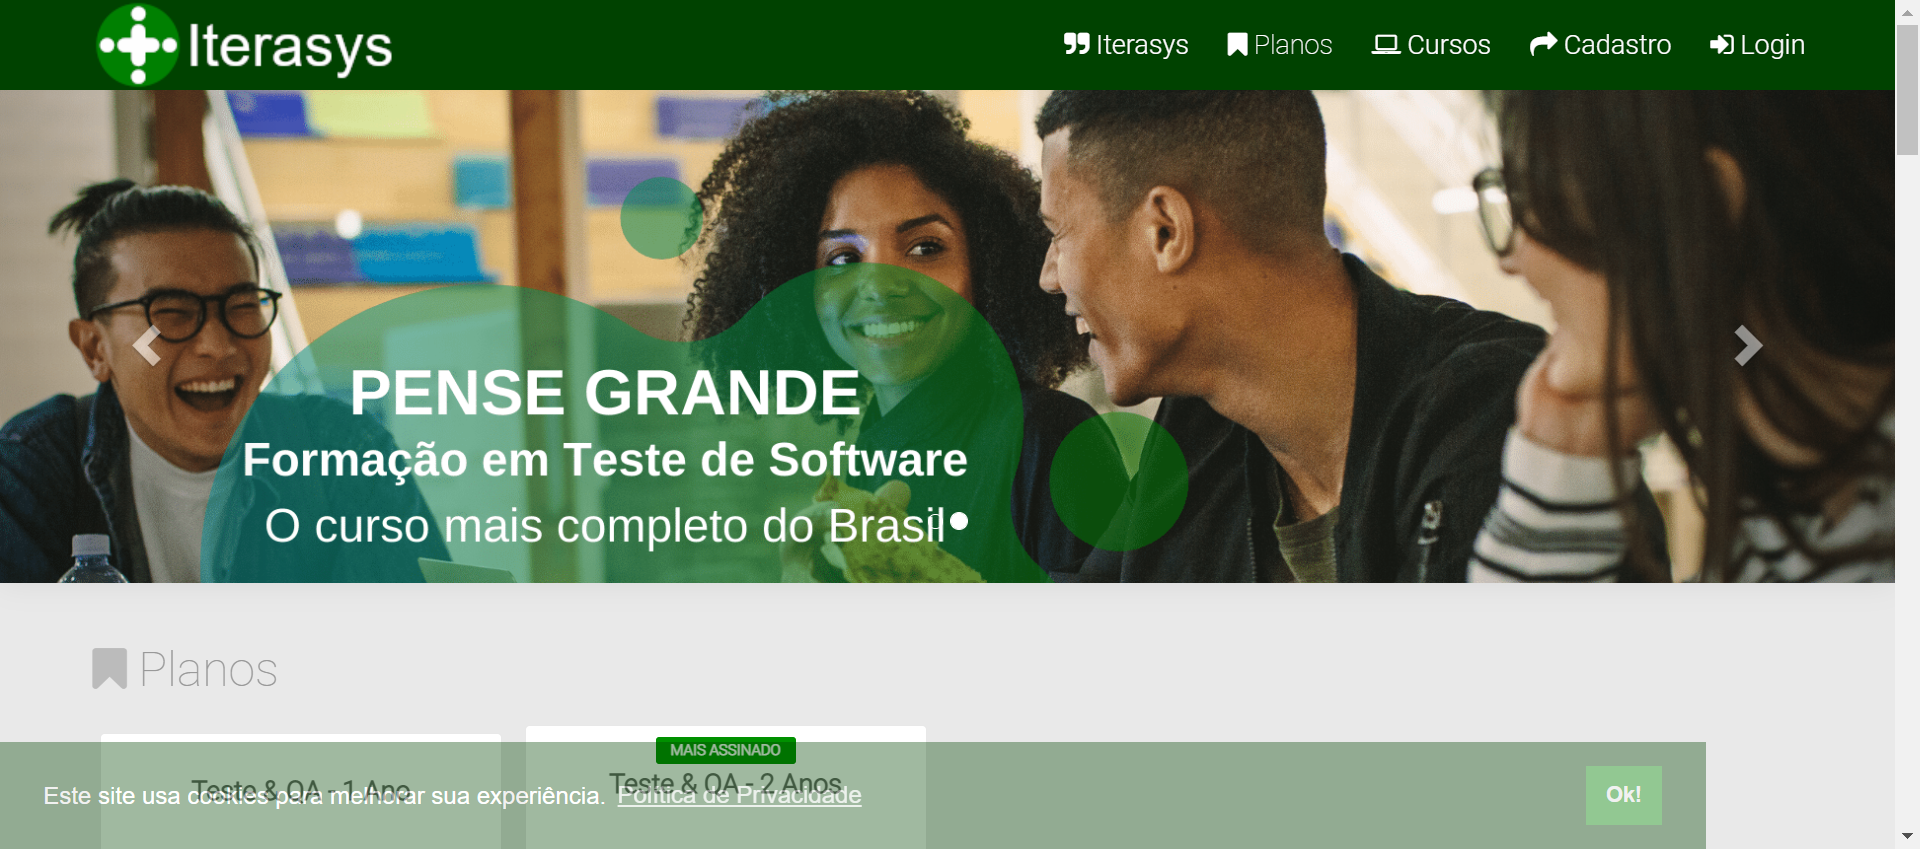 Iterasys
Iterasys Planos Cursos Cadastro Login
PENSE GRANDE
Formação em Teste de Software
O curso mais completo do Brasil
Planos
MAIS ASSINADO
Teste & QA - 1 Ano
Teste & QA - 2 Anos
Este site usa cookies para melhorar sua experiência. Política de Privacidade
Ok!